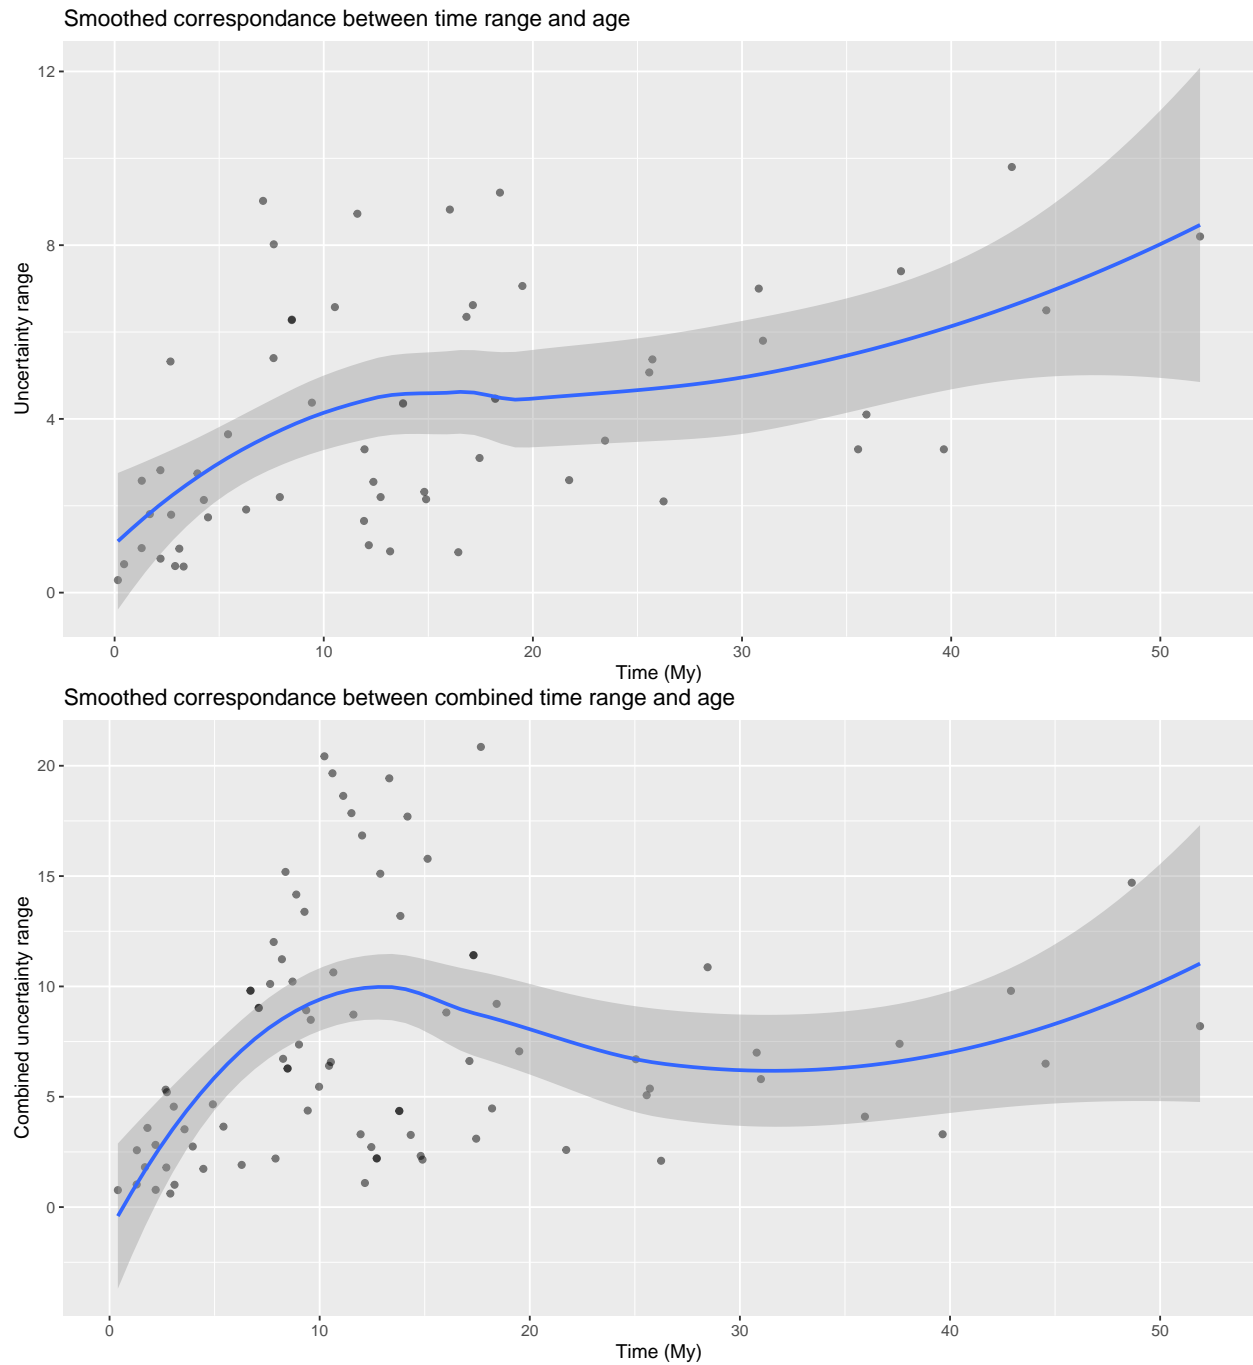 Smoothed correspondance between time range and age
12
8
4
0
Uncertainty range
0 10 20 30 40 50
Time (My)
Smoothed correspondance between combined time range and age
20
15
10
5
0
Combined uncertainty range
0 10 20 30 40 50
Time (My)